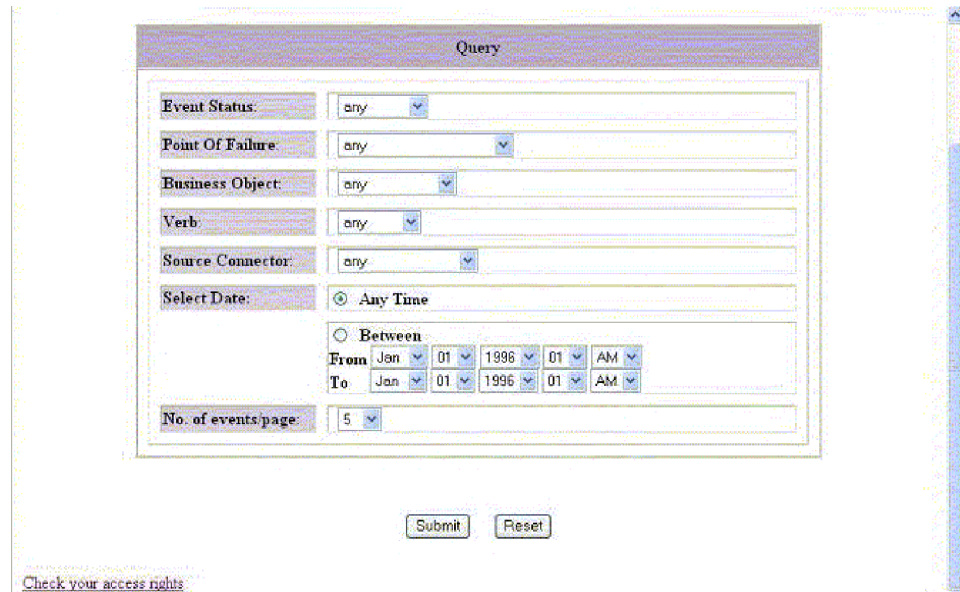 Query
Event Status: any
Point Of Failure: any
Business Object: any
Verb: any
Source Connector: any
Select Date: Any Time
Between
From Jan 01 1996 01 AM
To Jan 01 1996 01 AM
No. of events/page: 5
Submit Reset
Check your access rights